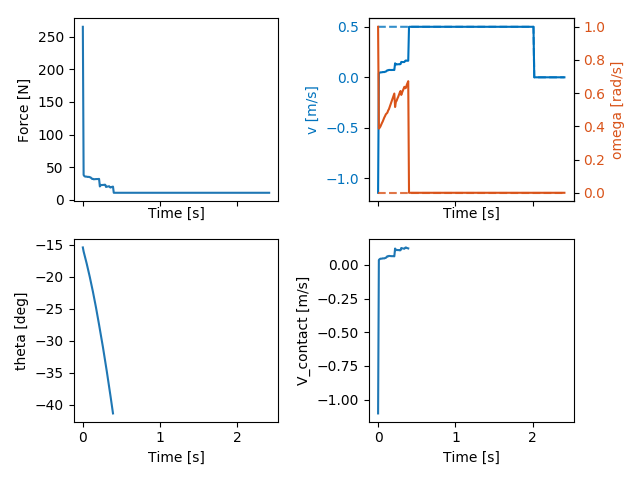 Force [N]
250
200
150
100
50
0
Time [s]
v [m/s]
0.5
0.0
−0.5
−1.0
1.0
0.8
0.6
0.4
0.2
0.0
omega [rad/s]
Time [s]
theta [deg]
−15
−20
−25
−30
−35
−40
0 1 2
Time [s]
V_contact [m/s]
0.00
−0.25
−0.50
−0.75
−1.00
0 1 2
Time [s]